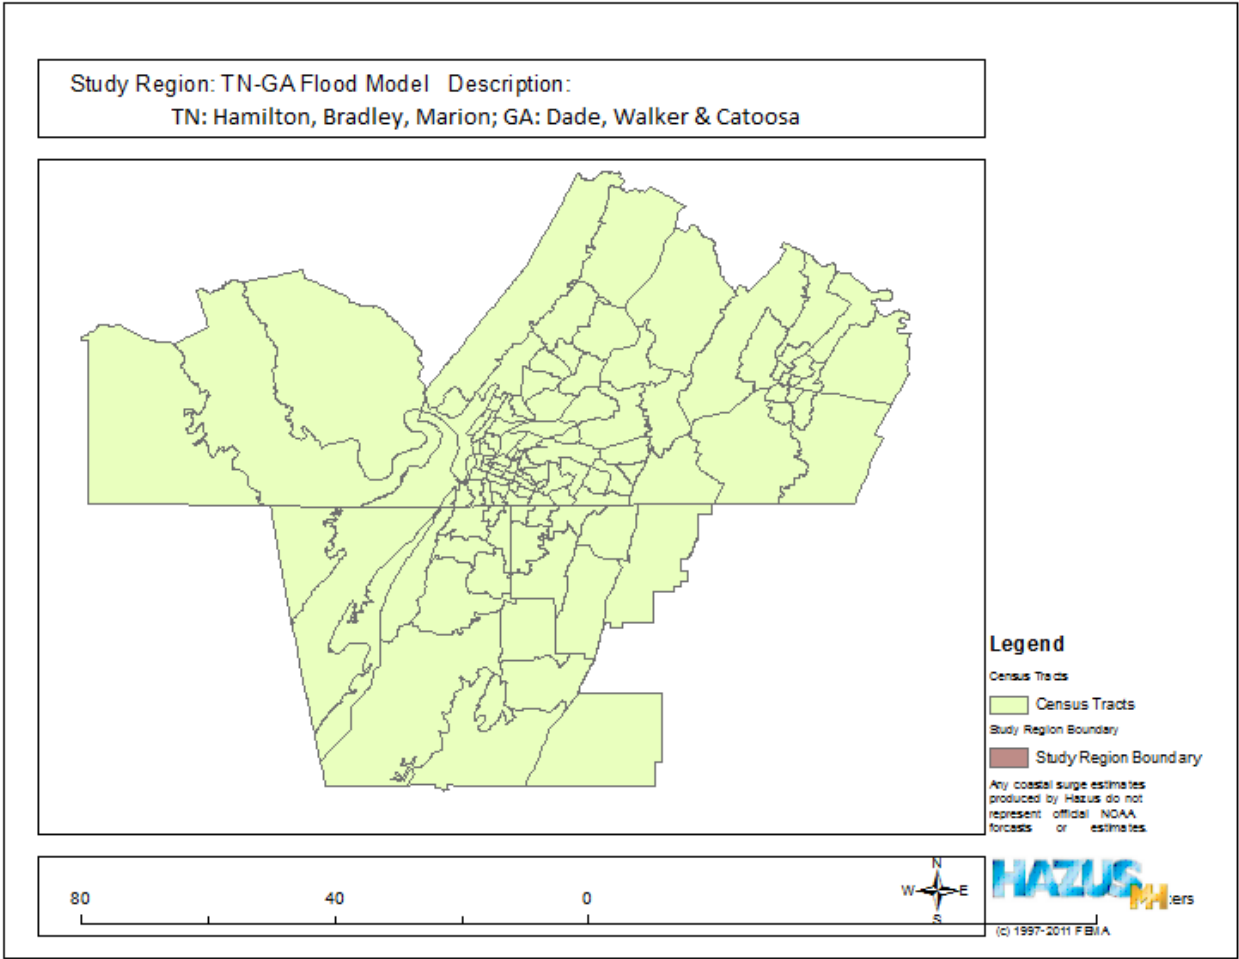 Study Region: TN-GA Flood Model Description:
TN: Hamilton, Bradley, Marion; GA: Dade, Walker & Catoosa
Legend
Census Tracts
Census Tracts
Study Region Boundary
Study Region Boundary
Any coastal surge estimates
produced by Hazus do not
represent official NOAA
forcasts or estimates.
80 40 0
N
W E
S
HAZUS
MH
ters
(c) 1997-2011 FEMA